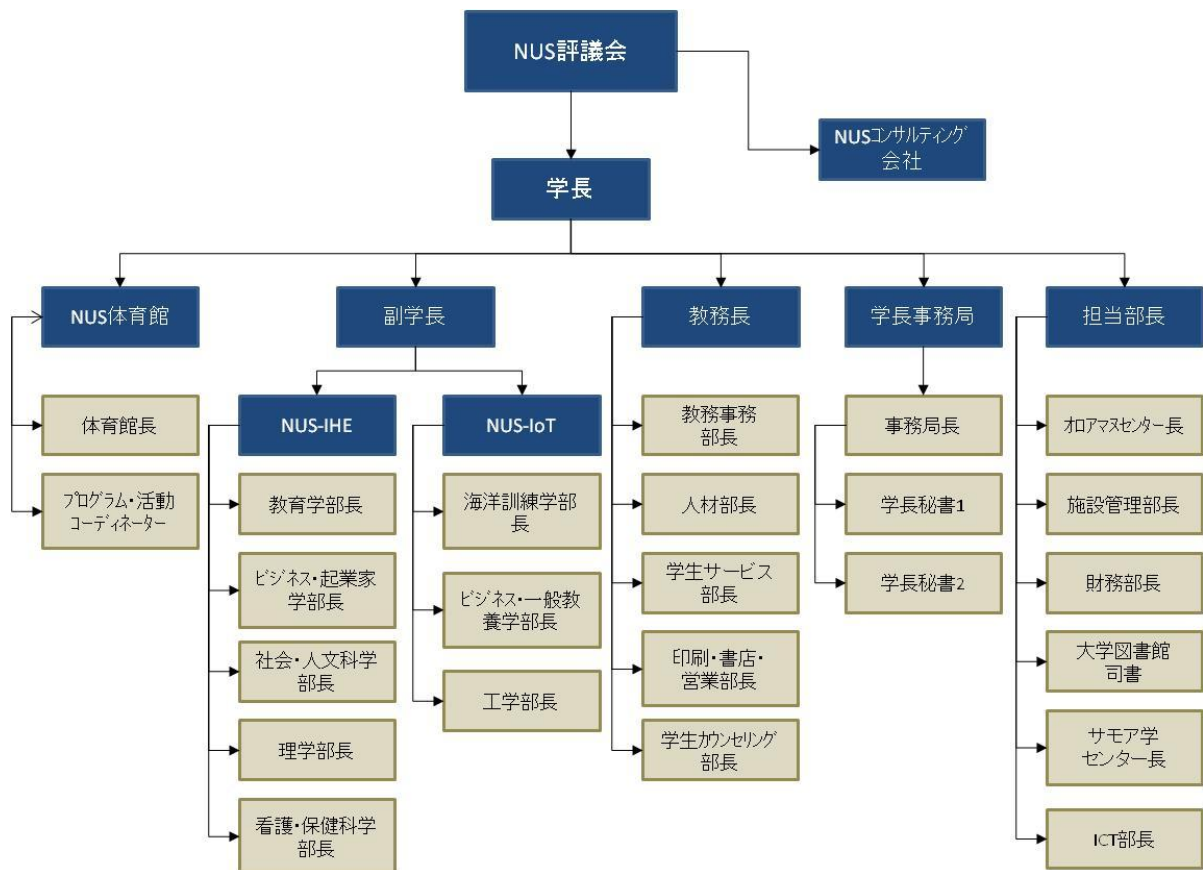 NUS評議会
NUSコンサルティング
会社
学長
NUS体育館
副学長
教務長
学長事務局
担当部長
体育館長
NUS-IHE
NUS-IoT
教務事務
部長
事務局長
オロアマヌセンター長
プログラム・活動
コーディネーター
教育学部長
海洋訓練学部
長
人材部長
学長秘書1
施設管理部長
ビジネス・起業家
学部長
ビジネス・一般教
養学部長
学生サービス
部長
学長秘書2
財務部長
社会・人文科学
部長
工学部長
印刷・書店・
営業部長
大学図書館
司書
理学部長
学生カウンセリング
部長
サモア学
センター長
看護・保健科学
部長
ICT部長